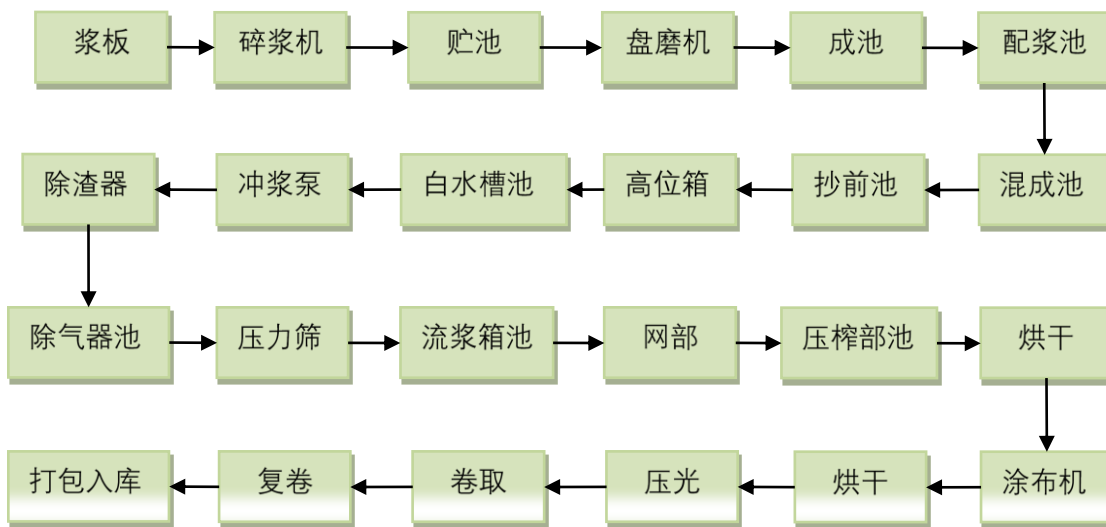 浆板
碎浆机
贮池
盘磨机
成池
配浆池
混成池
抄前池
高位箱
白水槽池
冲浆泵
除渣器
除气器池
压力筛
流浆箱池
网部
压榨部池
烘干
涂布机
烘干
压光
卷取
复卷
打包入库